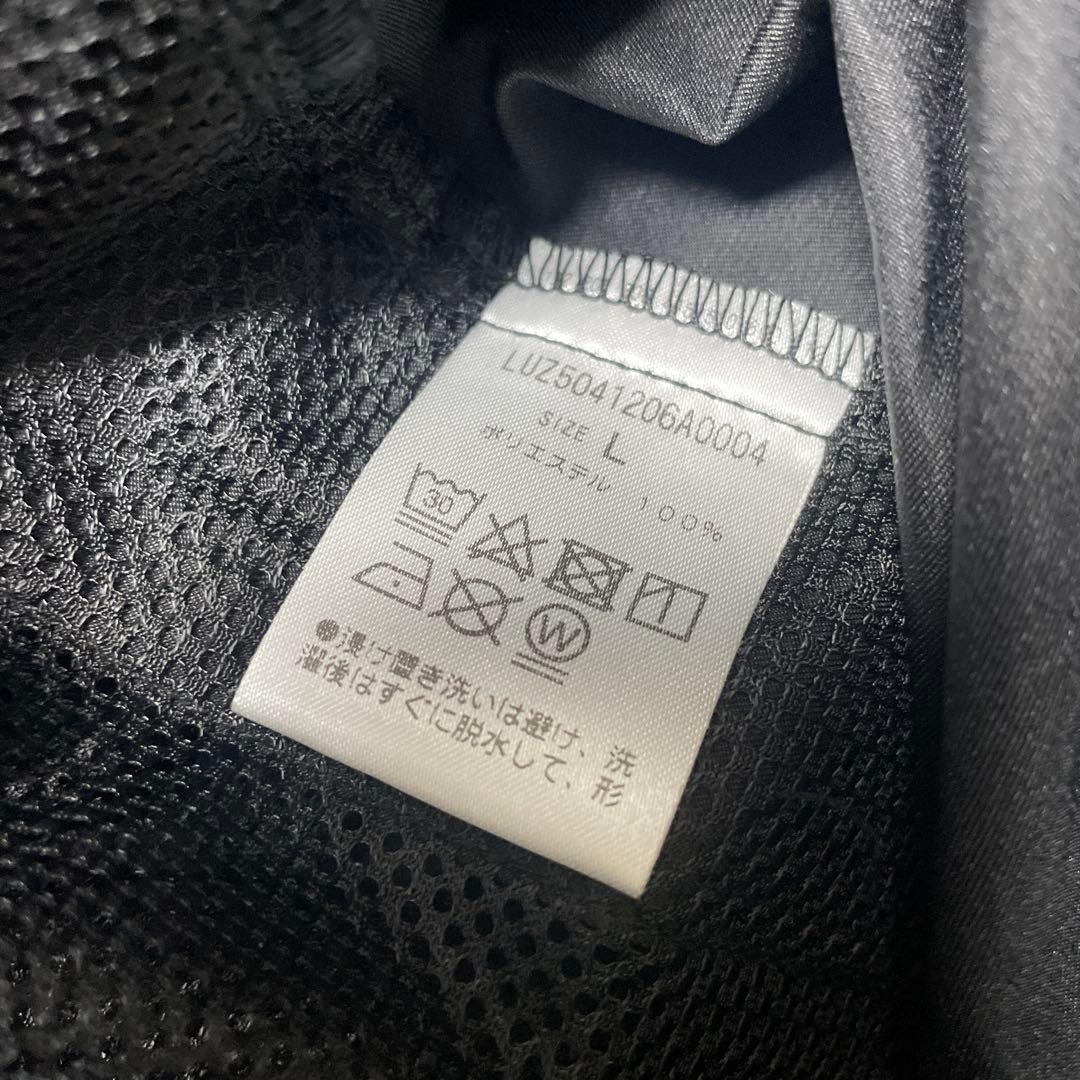 LUZ5041206A0004
SIZE L
ポリエステル 100%
30
W
●浸け置き洗いは避け、洗
濯後はすぐに脱水して、形